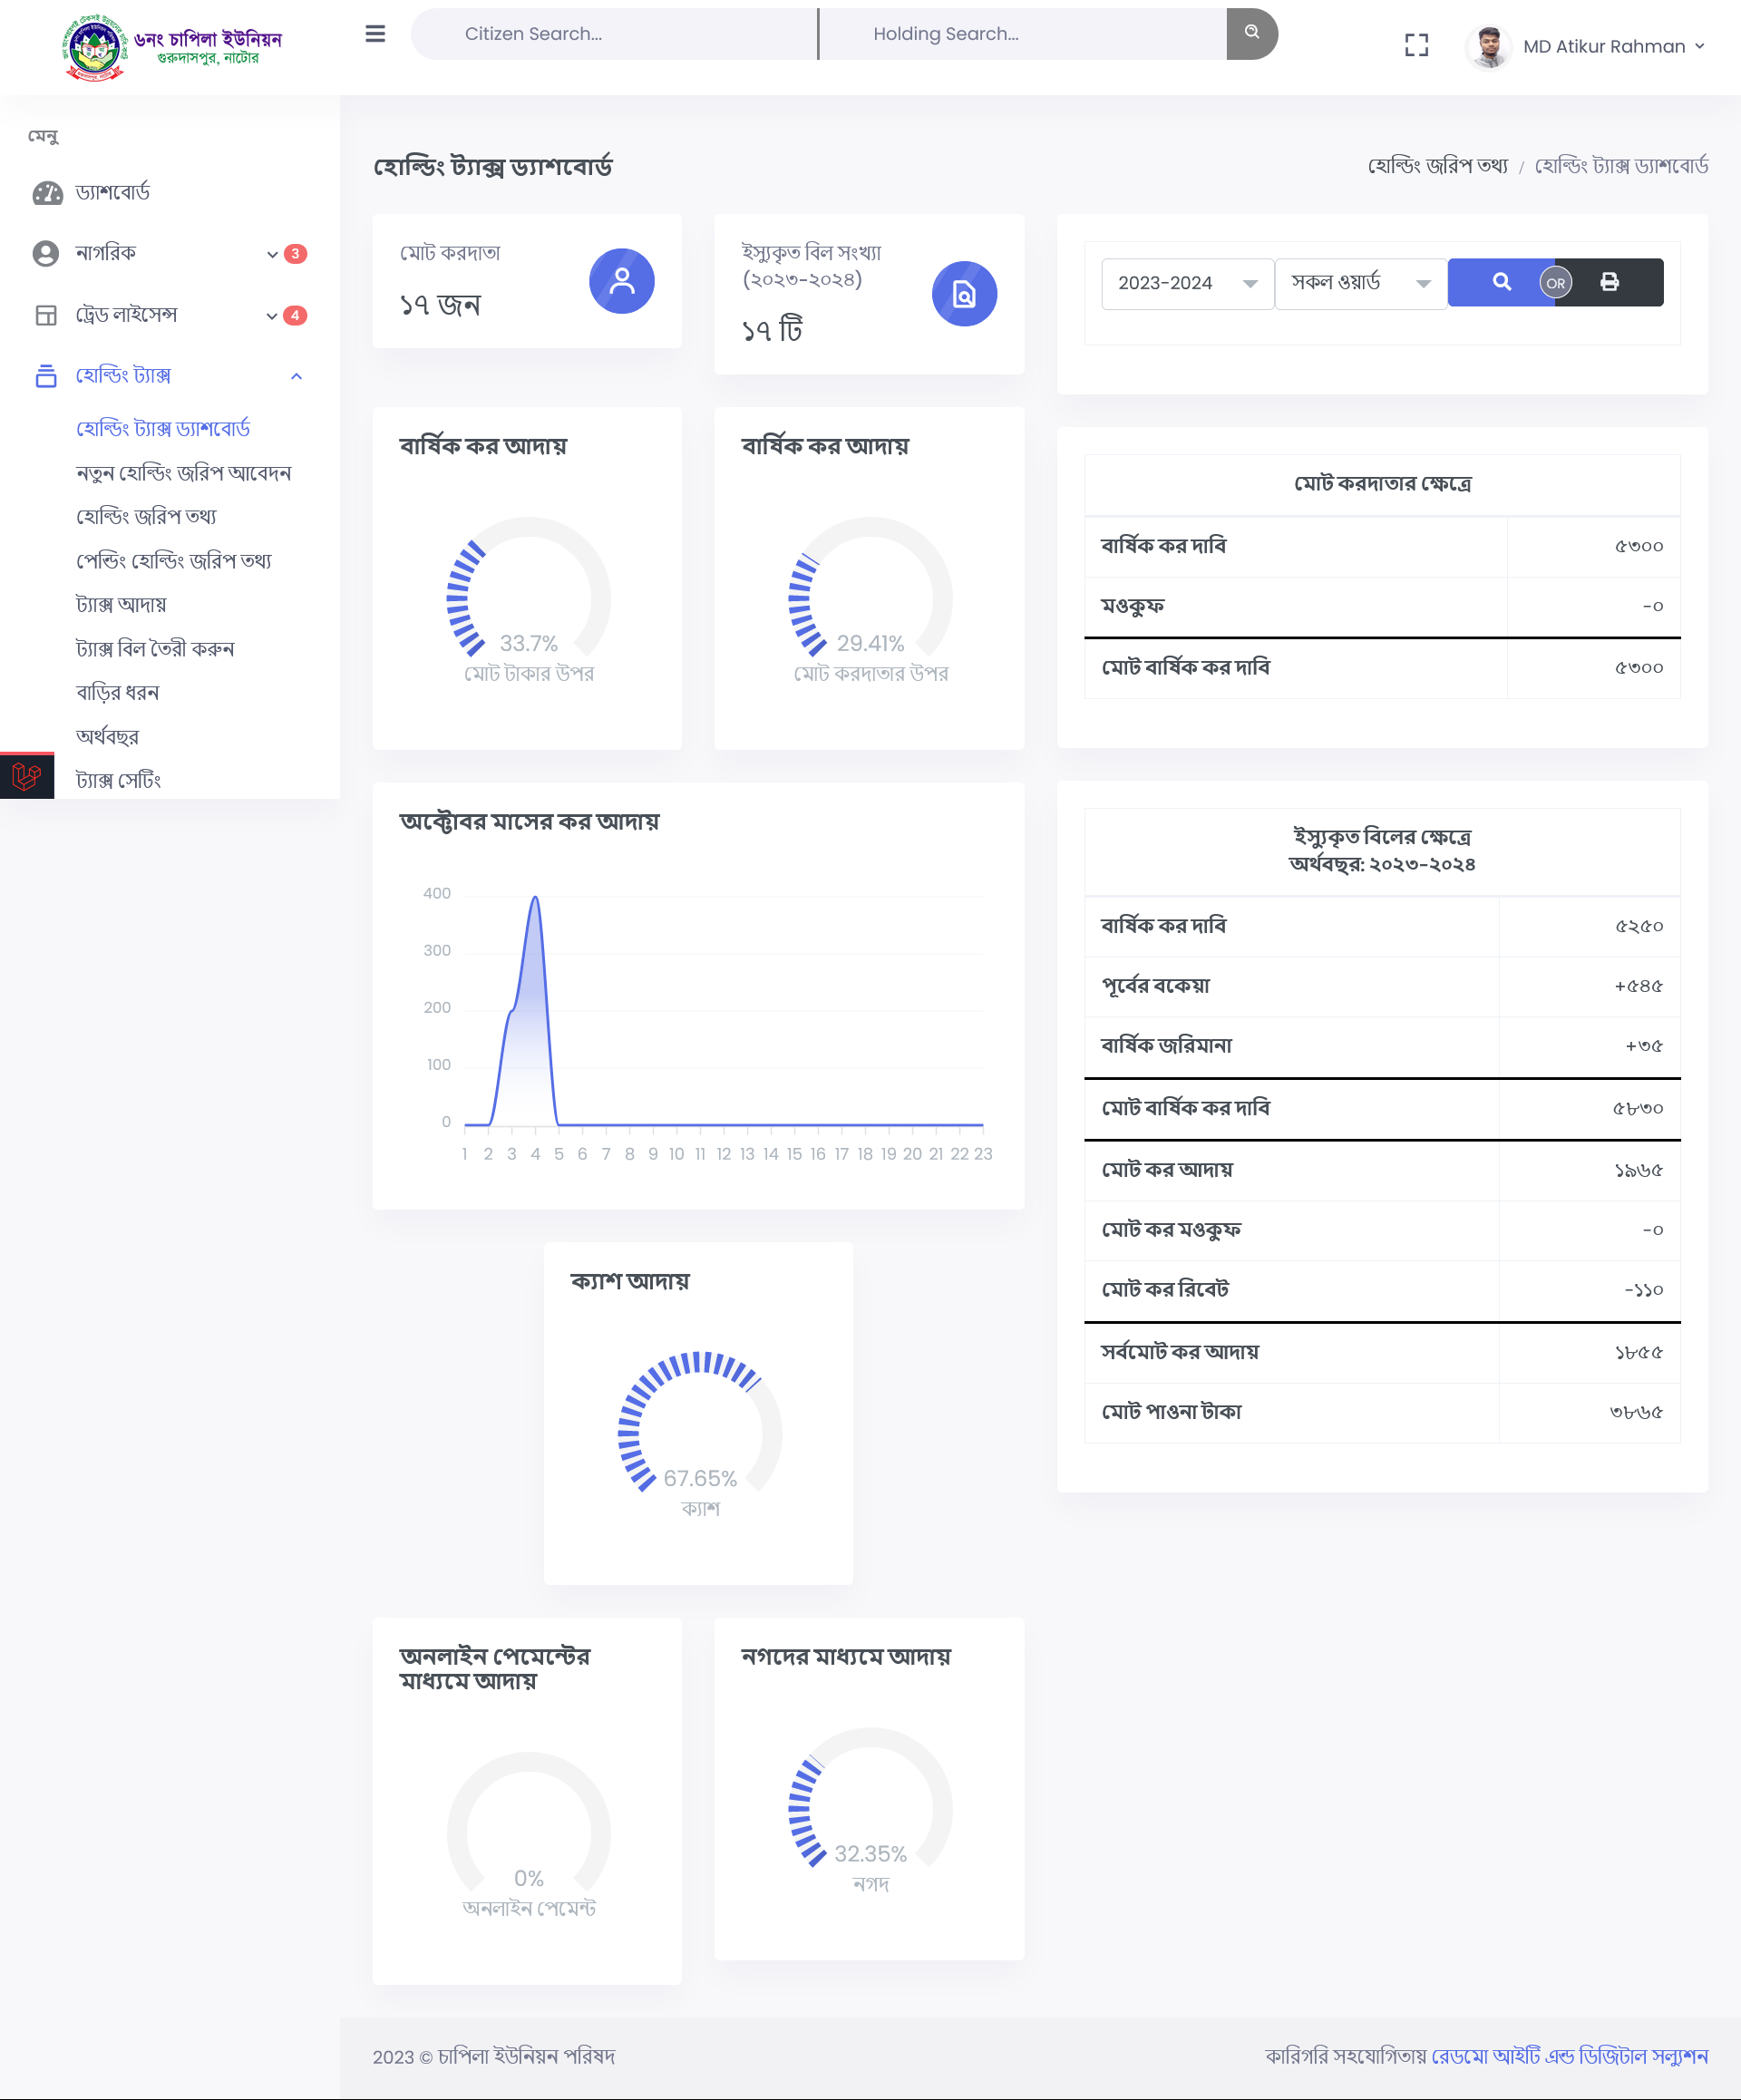 ৬নং চাপিলা ইউনিয়ন
গুরুদাসপুর, নাটোর
Citizen Search...
Holding Search...
MD Atikur Rahman
মেনু
ড্যাশবোর্ড
নাগরিক 3
ট্রেড লাইসেন্স 4
হোল্ডিং ট্যাক্স
হোল্ডিং ট্যাক্স ড্যাশবোর্ড
নতুন হোল্ডিং জরিপ আবেদন
হোল্ডিং জরিপ তথ্য
পেন্ডিং হোল্ডিং জরিপ তথ্য
ট্যাক্স আদায়
ট্যাক্স বিল তৈরী করুন
বাড়ির ধরন
অর্থবছর
ট্যাক্স সেটিং
হোল্ডিং ট্যাক্স ড্যাশবোর্ড
হোল্ডিং জরিপ তথ্য / হোল্ডিং ট্যাক্স ড্যাশবোর্ড
মোট করদাতা
১৭ জন
ইস্যুকৃত বিল সংখ্যা
(২০২৩-২০২৪)
১৭ টি
2023-2024 সকল ওয়ার্ড OR
বার্ষিক কর আদায়
33.7%
মোট টাকার উপর
বার্ষিক কর আদায়
29.41%
মোট করদাতার উপর
মোট করদাতার ক্ষেত্রে
বার্ষিক কর দাবি ৫৩০০
মওকুফ -০
মোট বার্ষিক কর দাবি ৫৩০০
অক্টোবর মাসের কর আদায়
400
300
200
100
0
1 2 3 4 5 6 7 8 9 10 11 12 13 14 15 16 17 18 19 20 21 22 23
ইস্যুকৃত বিলের ক্ষেত্রে
অর্থবছর: ২০২৩-২০২৪
বার্ষিক কর দাবি ৫২৫০
পূর্বের বকেয়া +৫৪৫
বার্ষিক জরিমানা +৩৫
মোট বার্ষিক কর দাবি ৫৮৩০
মোট কর আদায় ১৯৬৫
মোট কর মওকুফ -০
মোট কর রিবেট -১১০
সর্বমোট কর আদায় ১৮৫৫
মোট পাওনা টাকা ৩৮৬৫
ক্যাশ আদায়
67.65%
ক্যাশ
অনলাইন পেমেন্টের
মাধ্যমে আদায়
0%
অনলাইন পেমেন্ট
নগদের মাধ্যমে আদায়
32.35%
নগদ
2023 © চাপিলা ইউনিয়ন পরিষদ
কারিগরি সহযোগিতায় রেডমো আইটি এন্ড ডিজিটাল সল্যুশন